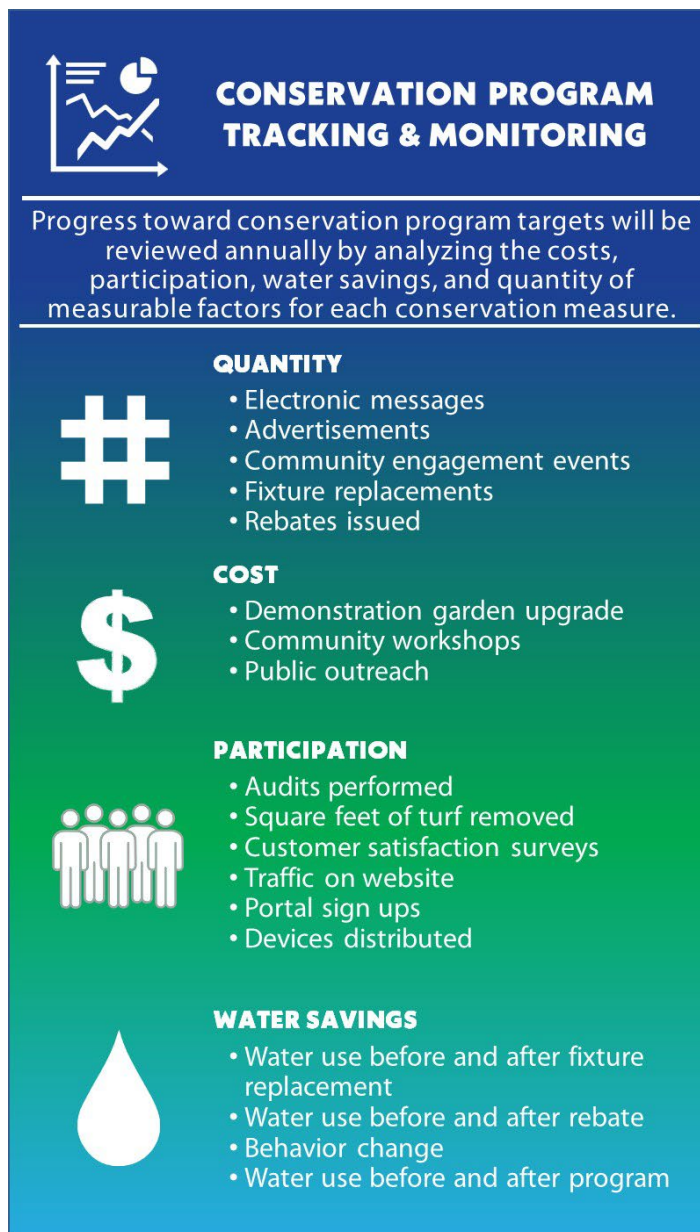 CONSERVATION PROGRAM
TRACKING & MONITORING
Progress toward conservation program targets will be
reviewed annually by analyzing the costs,
participation, water savings, and quantity of
measurable factors for each conservation measure.
#
QUANTITY
• Electronic messages
• Advertisements
• Community engagement events
• Fixture replacements
• Rebates issued
$
COST
• Demonstration garden upgrade
• Community workshops
• Public outreach
PARTICIPATION
• Audits performed
• Square feet of turf removed
• Customer satisfaction surveys
• Traffic on website
• Portal sign ups
• Devices distributed
WATER SAVINGS
• Water use before and after fixture
replacement
• Water use before and after rebate
• Behavior change
• Water use before and after program